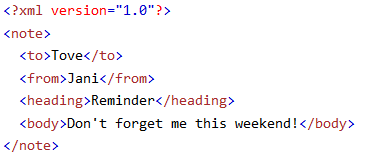 <?xml version="1.0"?>
<note>
  <to>Tove</to>
  <from>Jani</from>
  <heading>Reminder</heading>
  <body>Don't forget me this weekend!</body>
</note>